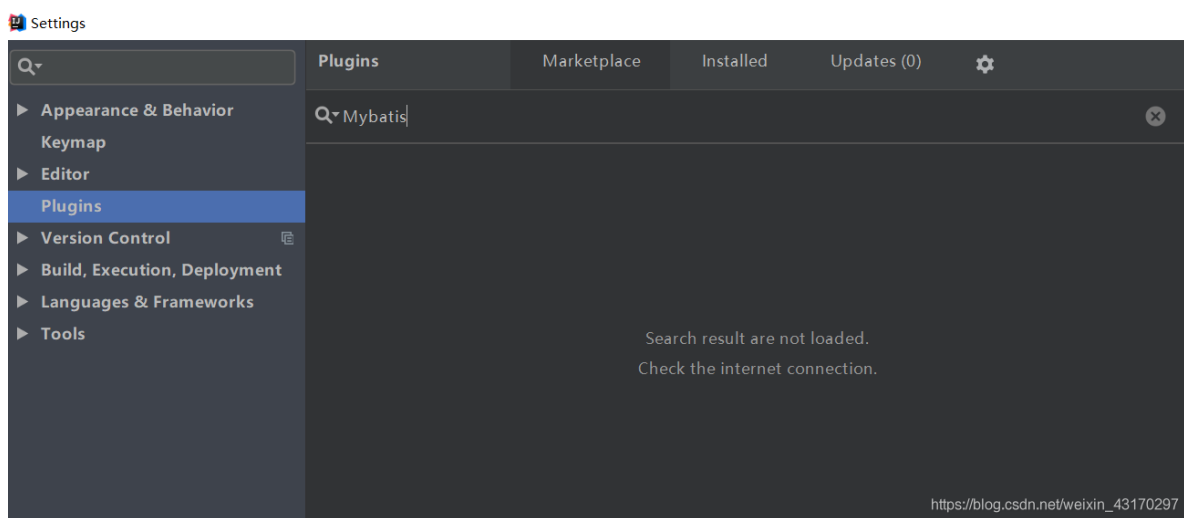 Settings
Plugins Marketplace Installed Updates (0)
Mybatis
Appearance & Behavior
Keymap
Editor
Plugins
Version Control
Build, Execution, Deployment
Languages & Frameworks
Tools
Search result are not loaded.
Check the internet connection.
https://blog.csdn.net/weixin_43170297